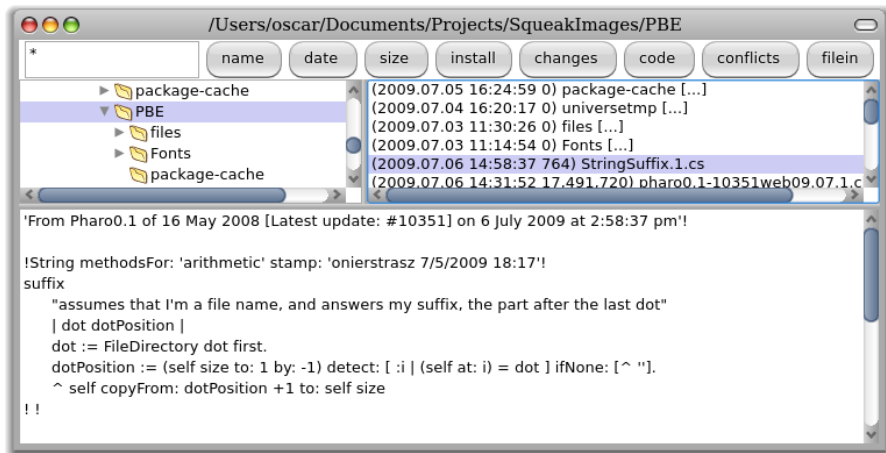 /Users/oscar/Documents/Projects/SqueakImages/PBE
*
name date size install changes code conflicts filein
package-cache
PBE
files
Fonts
package-cache
(2009.07.05 16:24:59 0) package-cache [...]
(2009.07.04 16:20:17 0) universetmp [...]
(2009.07.03 11:30:26 0) files [...]
(2009.07.03 11:14:54 0) Fonts [...]
(2009.07.06 14:58:37 764) StringSuffix.1.cs
(2009.07.06 14:31:52 17,491,720) pharo0.1-10351web09.07.1.c
'From Pharo0.1 of 16 May 2008 [Latest update: #10351] on 6 July 2009 at 2:58:37 pm'!
!String methodsFor: 'arithmetic' stamp: 'onierstrasz 7/5/2009 18:17'!
suffix
"assumes that I'm a file name, and answers my suffix, the part after the last dot"
| dot dotPosition |
dot := FileDirectory dot first.
dotPosition := (self size to: 1 by: -1) detect: [ :i | (self at: i) = dot ] ifNone: [^ ''].
^ self copyFrom: dotPosition +1 to: self size
! !